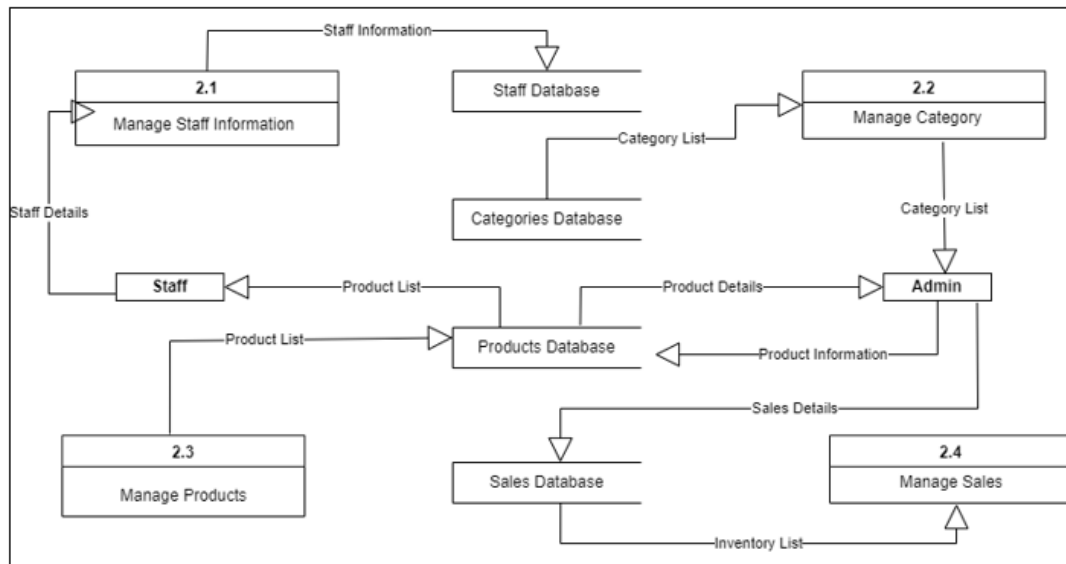 Staff Information
2.1
Manage Staff Information
Staff Database
2.2
Manage Category
Category List
Staff Details
Categories Database
Category List
Staff
Product List
Product Details
Admin
Product List
Products Database
Product Information
Sales Details
2.3
Manage Products
Sales Database
2.4
Manage Sales
Inventory List